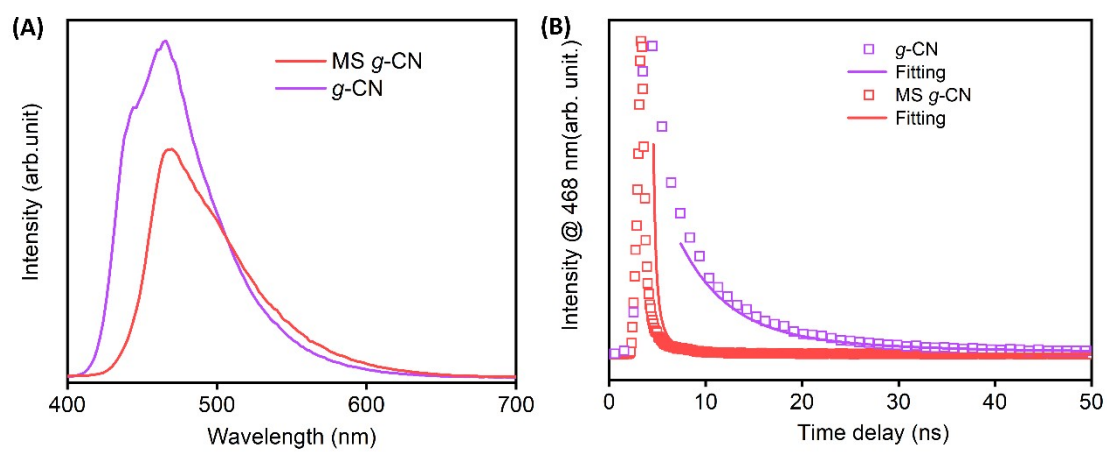 (A)
MS g-CN
g-CN
Intensity (arb.unit)
400
500
600
700
Wavelength (nm)
(B)
g-CN
Fitting
MS g-CN
Fitting
Intensity @ 468 nm(arb. unit.)
0
10
20
30
40
50
Time delay (ns)